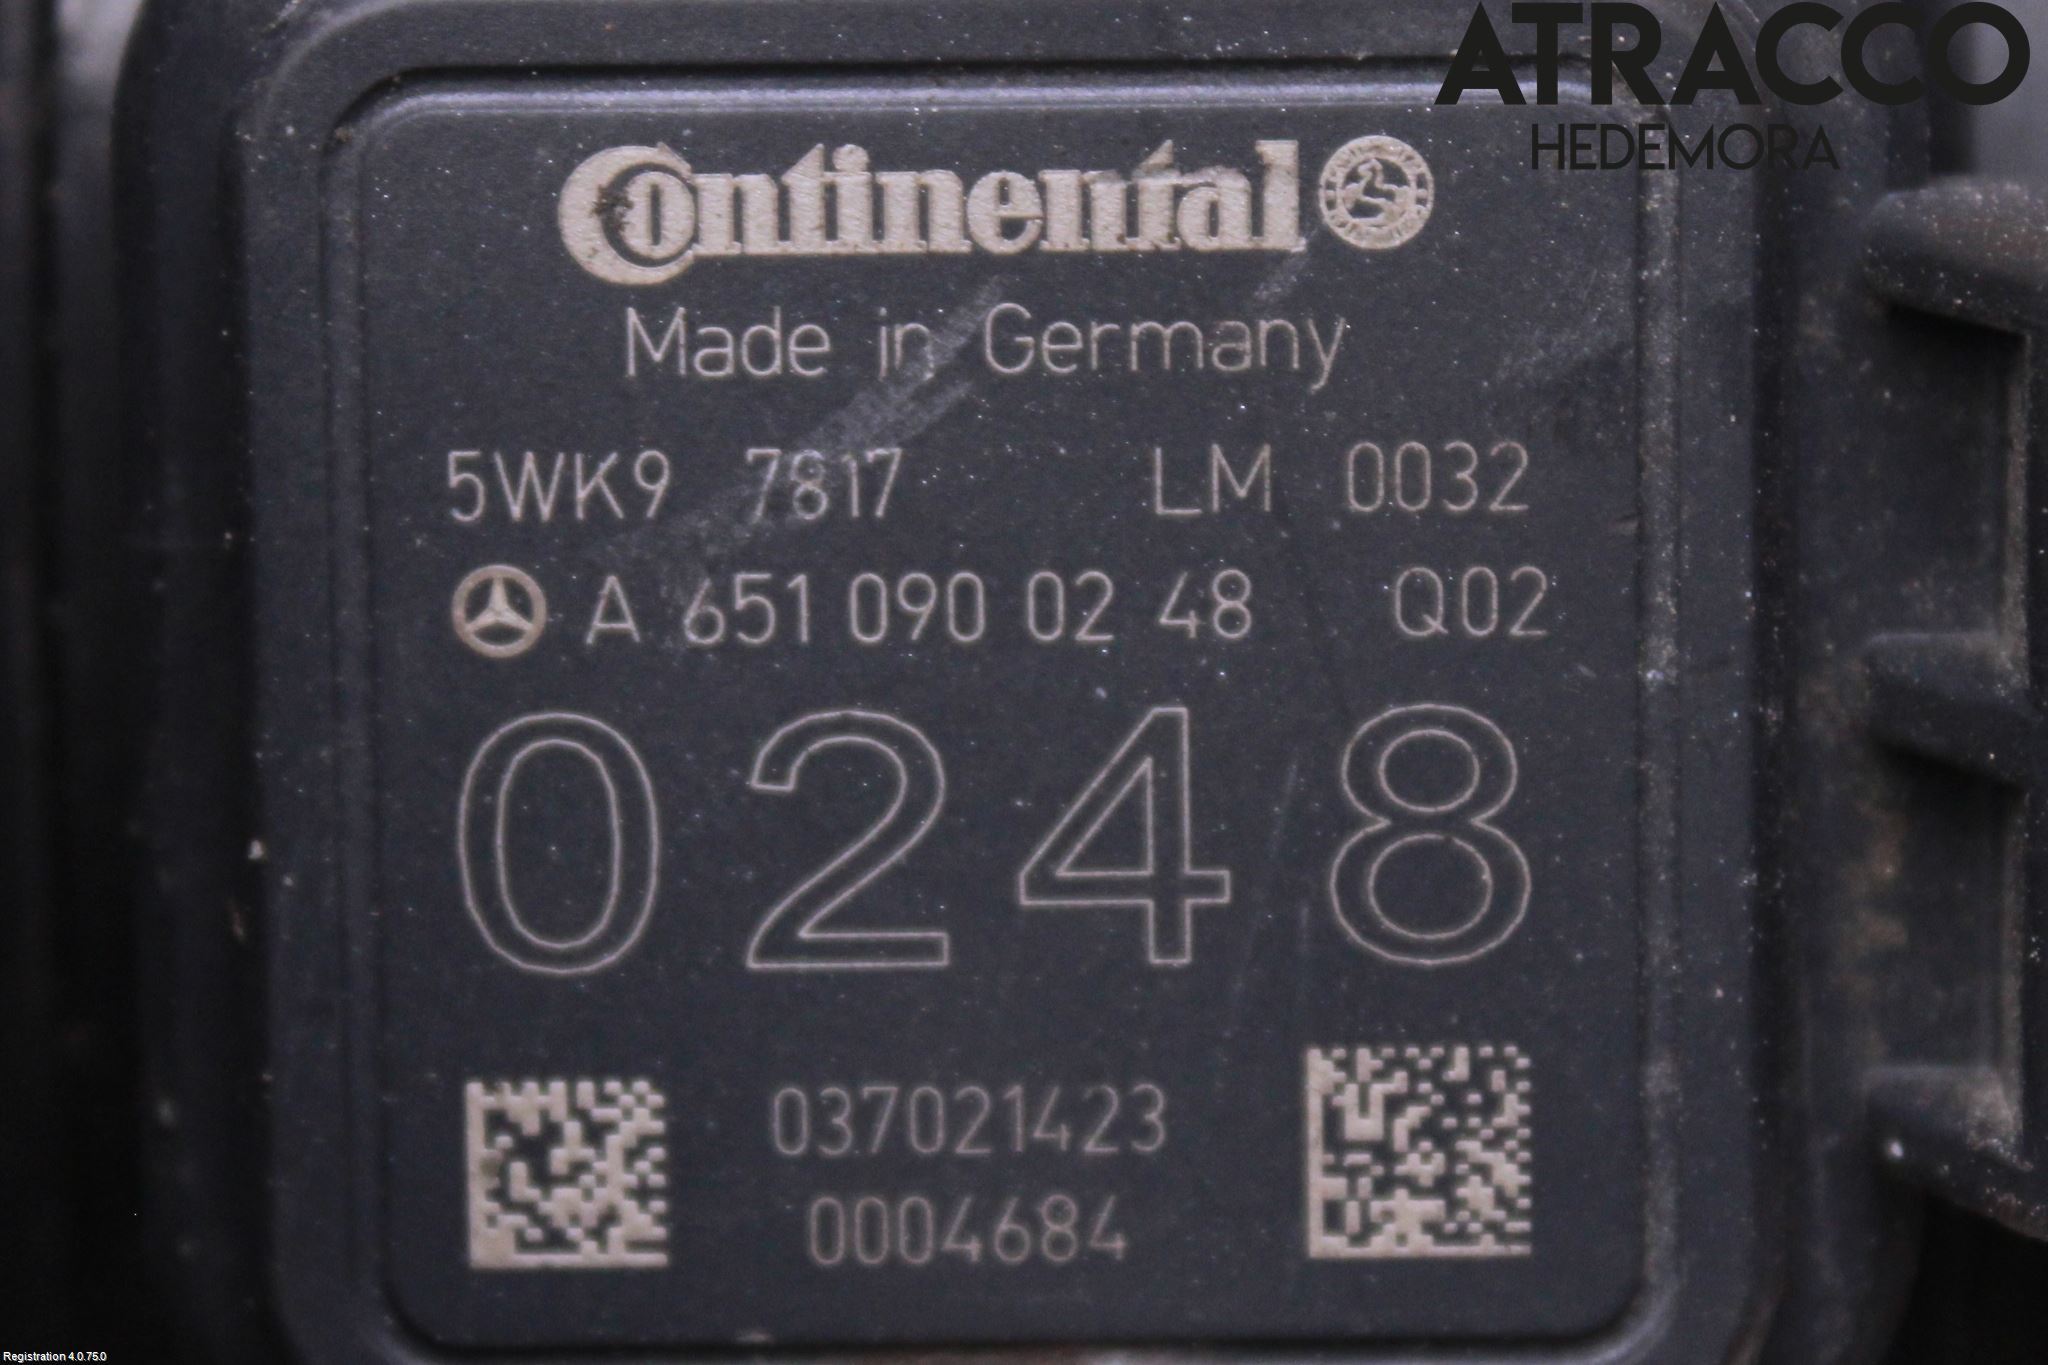 ATRACCO
HEDEMORA
Continental
Made in Germany
5WK9 7817 LM 0032
A 651 090 02 48 Q02
0248
037021423
0004684
Registration 4.0.75.0